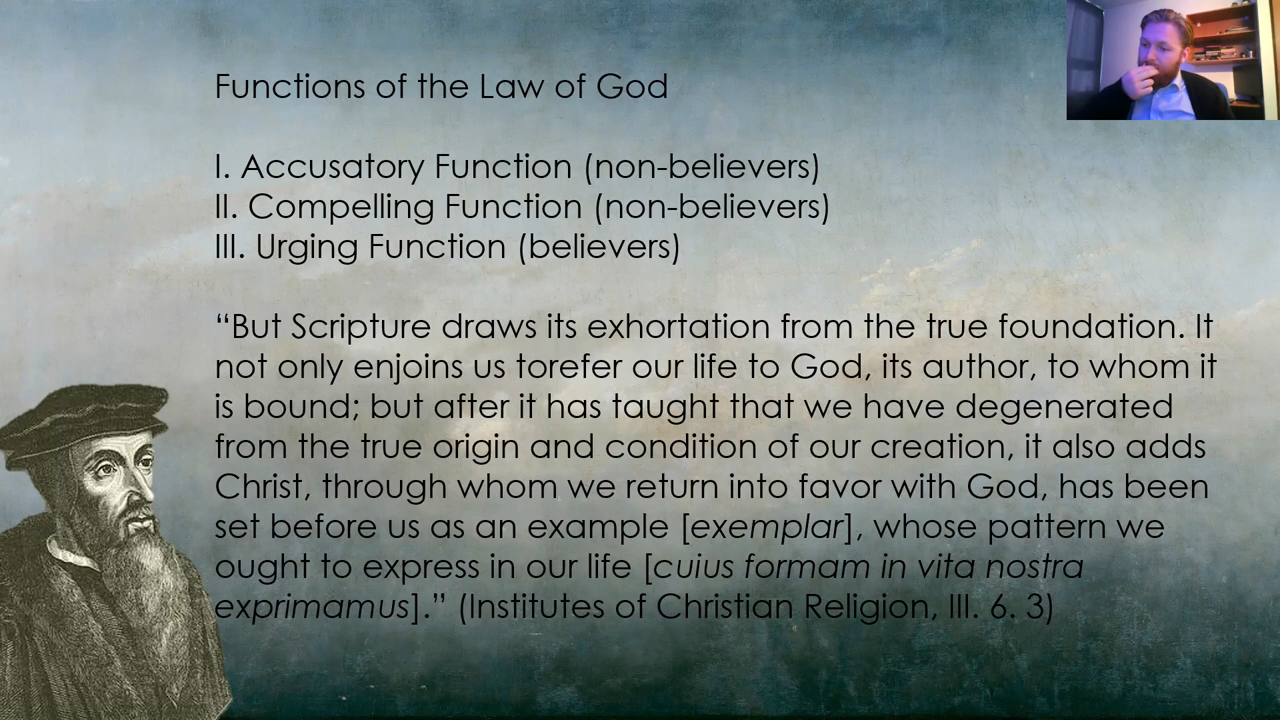 Functions of the Law of God
I. Accusatory Function (non-believers)
II. Compelling Function (non-believers)
III. Urging Function (believers)
“But Scripture draws its exhortation from the true foundation. It
not only enjoins us torefer our life to God, its author, to whom it
is bound; but after it has taught that we have degenerated
from the true origin and condition of our creation, it also adds
Christ, through whom we return into favor with God, has been
set before us as an example [exemplar], whose pattern we
ought to express in our life [cuius formam in vita nostra
exprimamus].” (Institutes of Christian Religion, III. 6. 3)